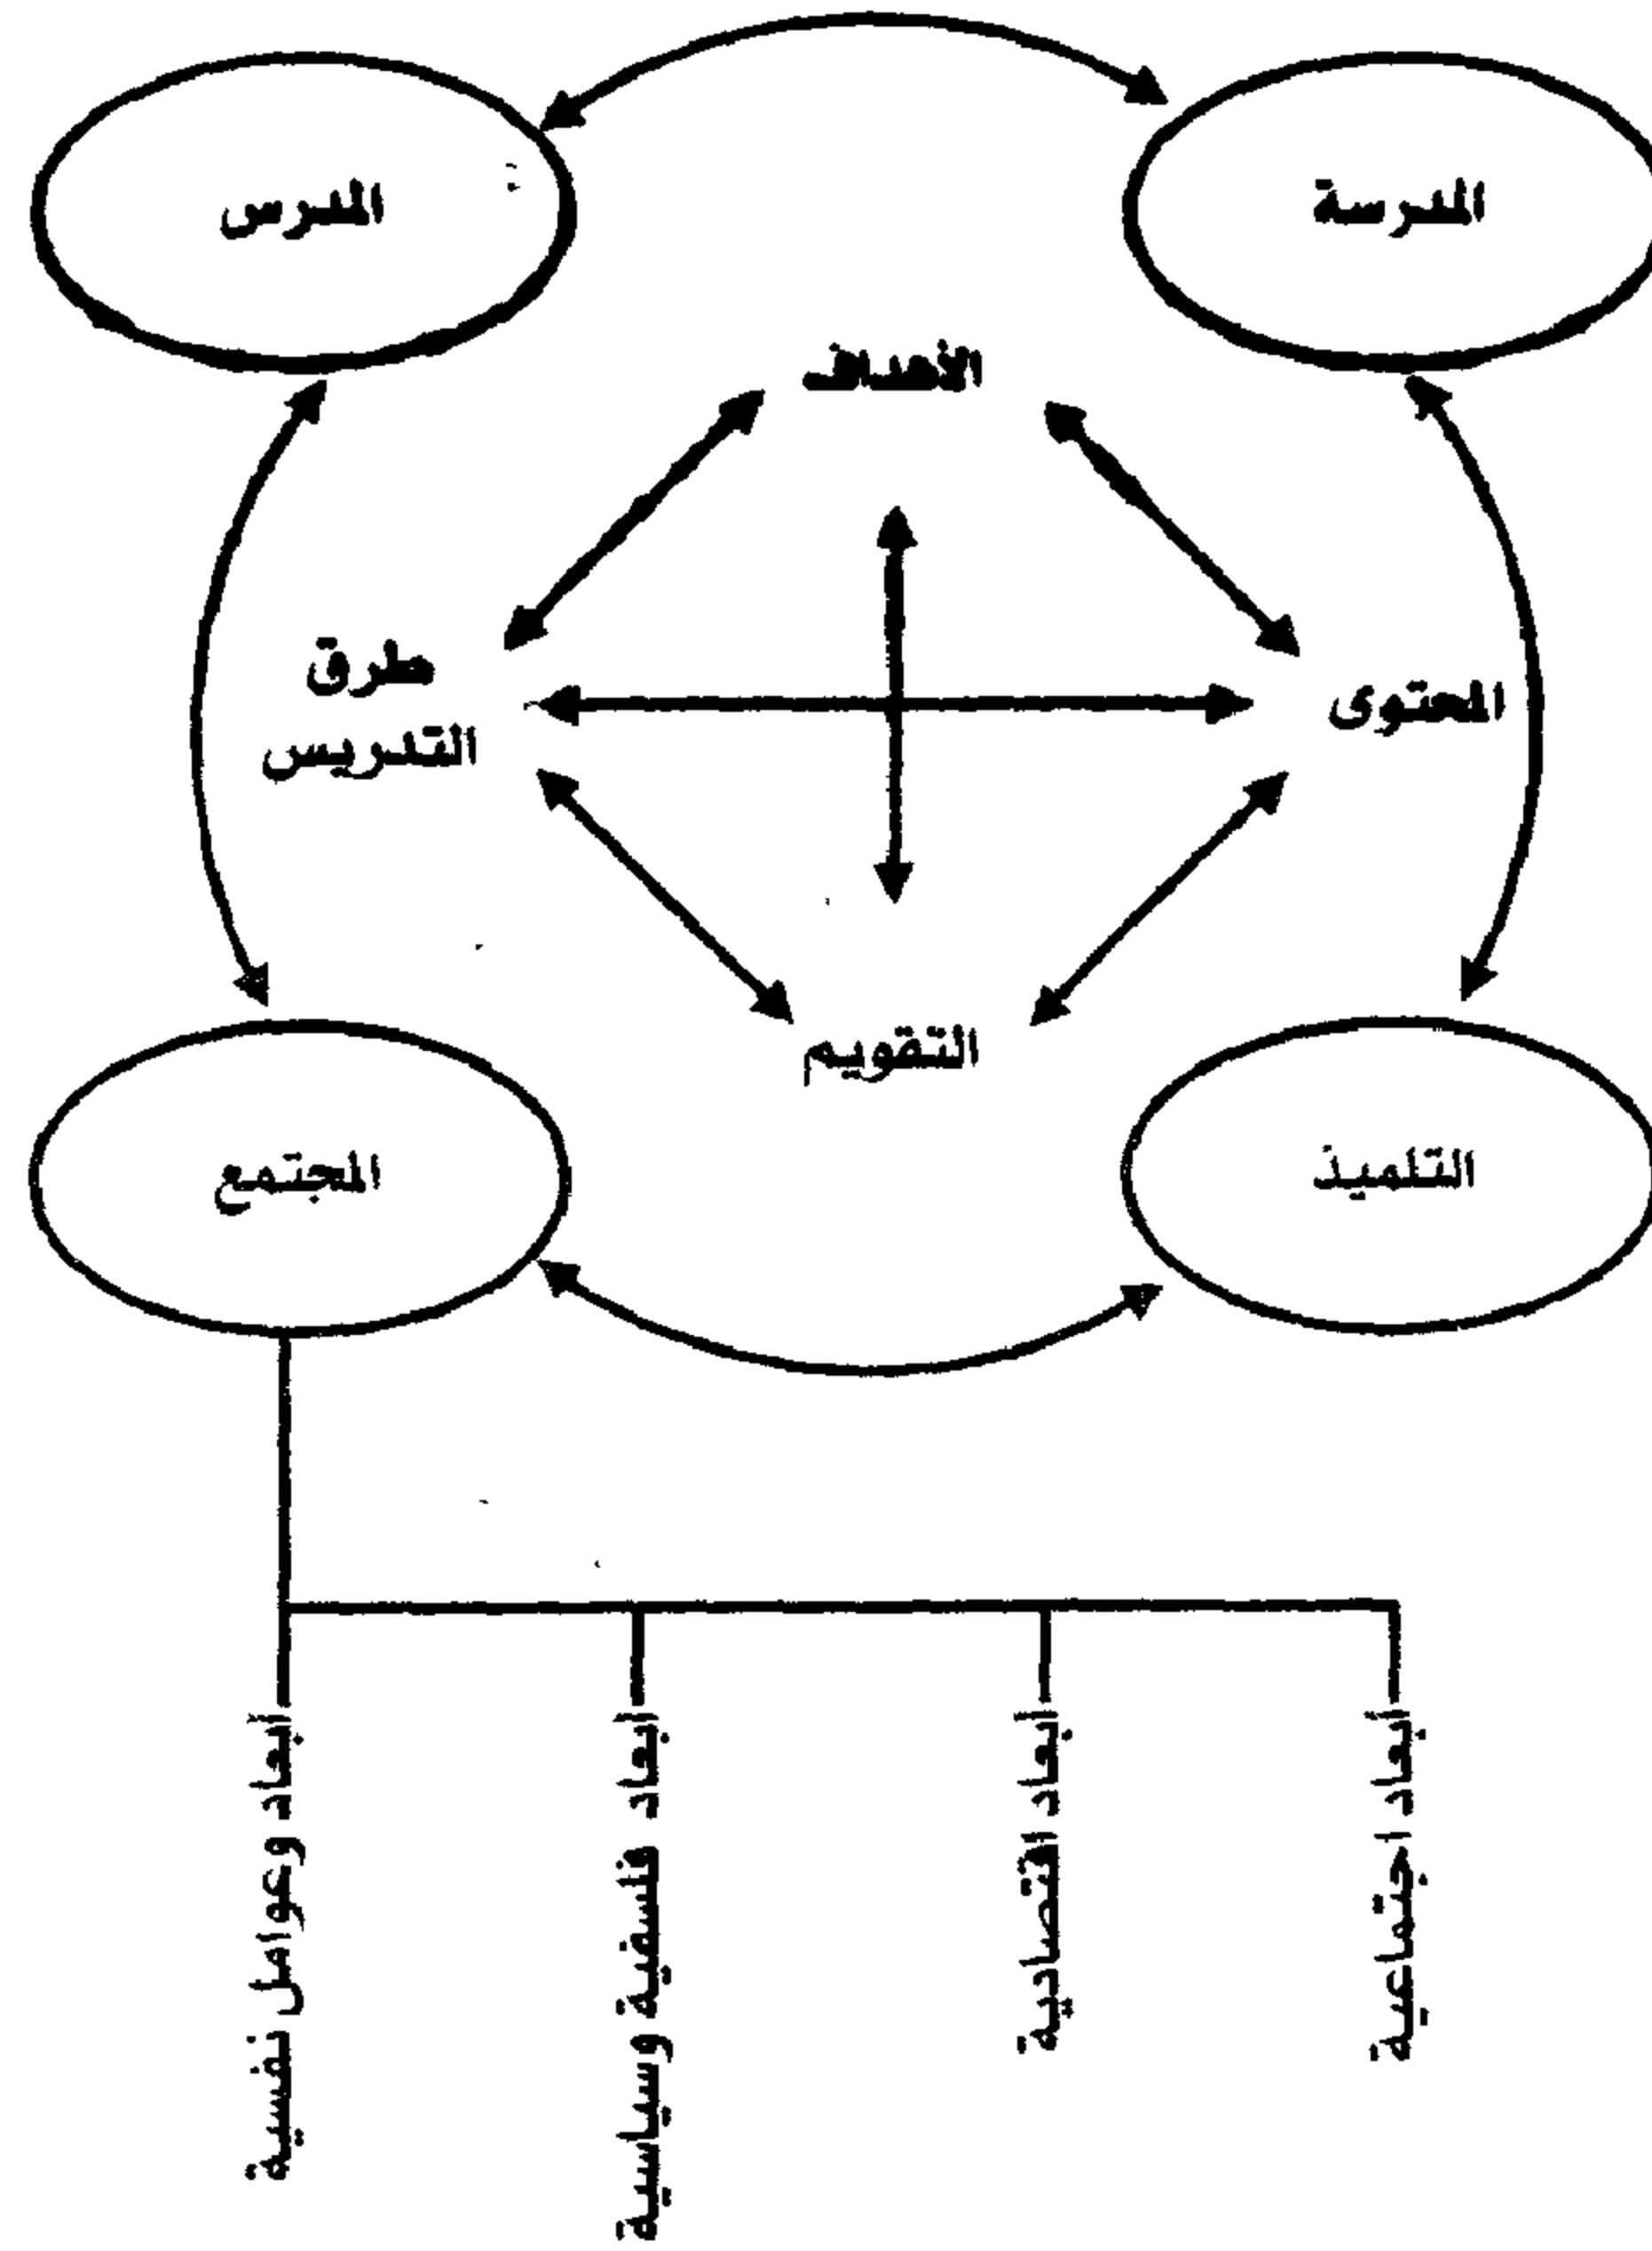 المدرسة
المدرس
الأهداف
المحتوى
طرق
التدريس
التقويم
التلميذ
المجتمع
أبعاد اجتماعية
أبعاد اقتصادية
أبعاد فلسفية وسياسية
أبعاد وعوامل نفسية